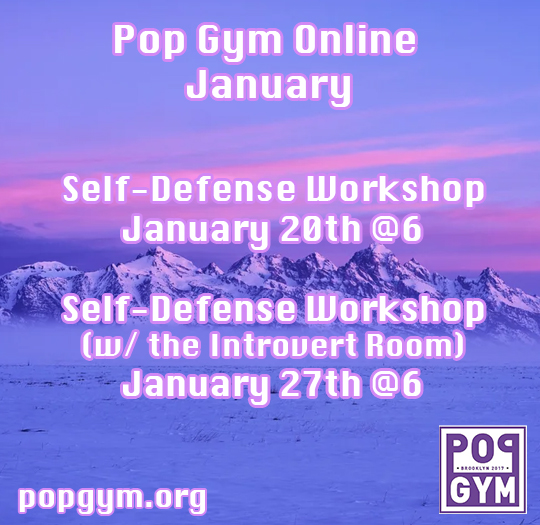 Pop Gym Online
January
Self-Defense Workshop
January 20th @6
Self-Defense Workshop
(w/ the Introvert Room)
January 27th @6
popgym.org
POP
• BROOKLYN 2017 •
GYM